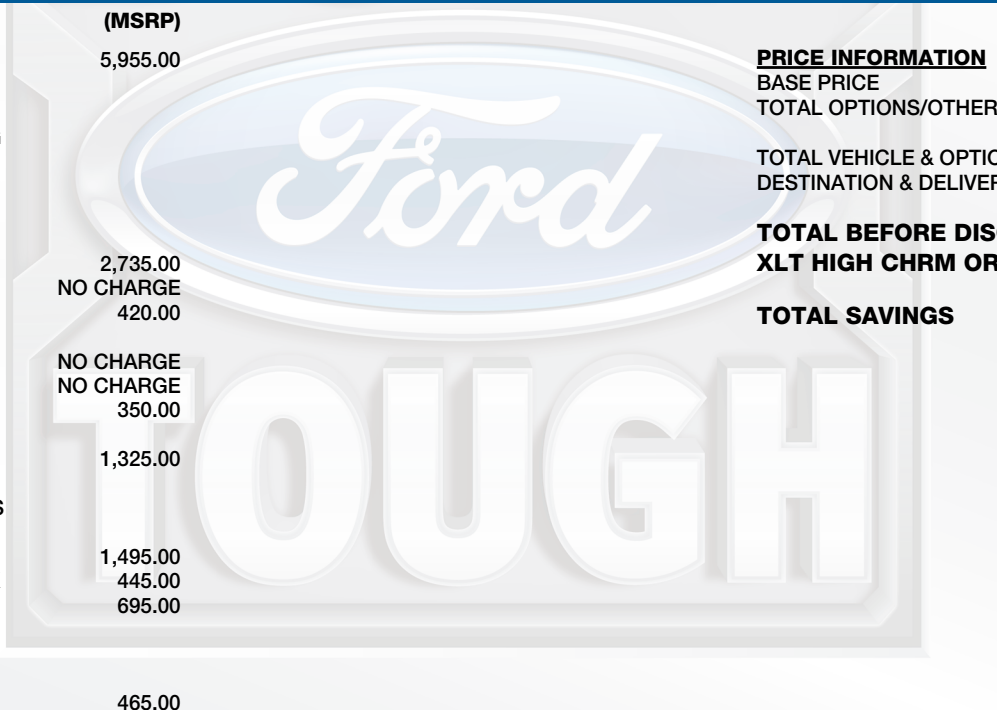 (MSRP)
5,955.00
2,735.00
NO CHARGE
420.00
NO CHARGE
NO CHARGE
350.00
1,325.00
1,495.00
445.00
695.00
465.00
PRICE INFORMATION
BASE PRICE
TOTAL OPTIONS/OTHER
TOTAL VEHICLE & OPTIO
DESTINATION & DELIVER
TOTAL BEFORE DIS
XLT HIGH CHRM OR
TOTAL SAVINGS
Ford
TOUGH